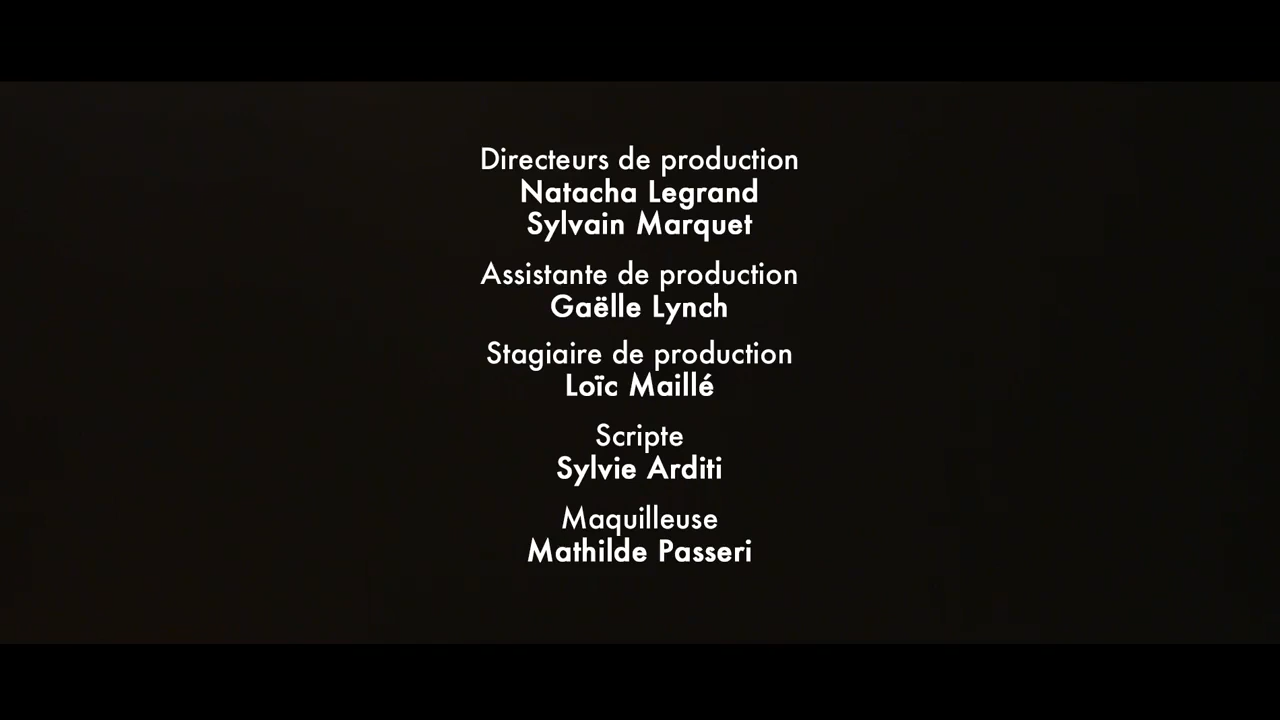 Directeurs de production
Natacha Legrand
Sylvain Marquet
Assistante de production
Gaëlle Lynch
Stagiaire de production
Loïc Maillé
Scripte
Sylvie Arditi
Maquilleuse
Mathilde Passeri